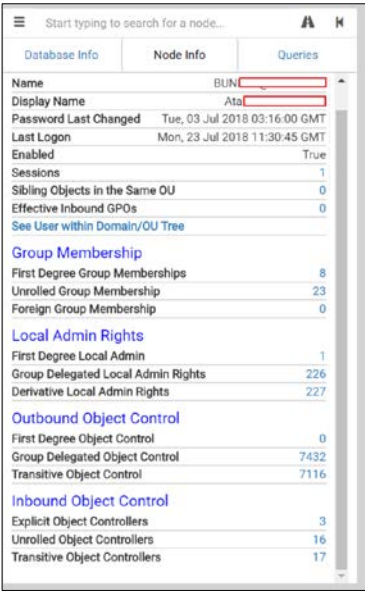 Start typing to search for a node...
Database Info Node Info Queries
Name BUN
Display Name Ata
Password Last Changed Tue, 03 Jul 2018 03:16:00 GMT
Last Logon Mon, 23 Jul 2018 11:30:45 GMT
Enabled True
Sessions 1
Sibling Objects in the Same OU 0
Effective Inbound GPOs 0
See User within Domain/OU Tree
Group Membership
First Degree Group Memberships 8
Unrolled Group Membership 23
Foreign Group Membership 0
Local Admin Rights
First Degree Local Admin 1
Group Delegated Local Admin Rights 226
Derivative Local Admin Rights 227
Outbound Object Control
First Degree Object Control 0
Group Delegated Object Control 7432
Transitive Object Control 7116
Inbound Object Control
Explicit Object Controllers 3
Unrolled Object Controllers 16
Transitive Object Controllers 17